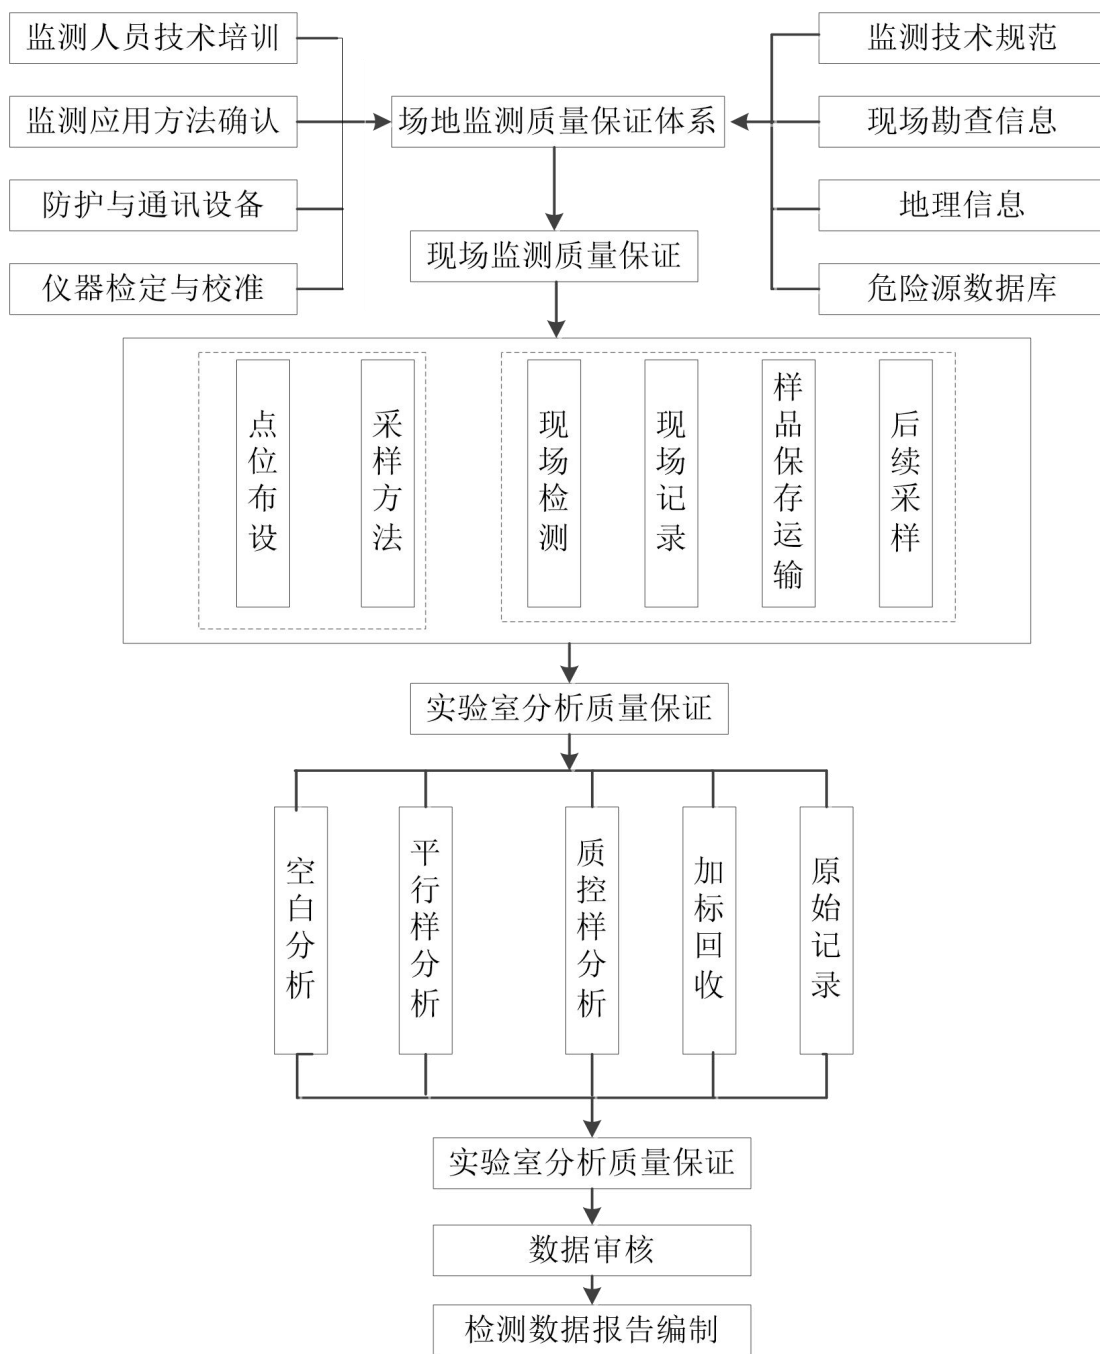 监测人员技术培训
监测技术规范
监测应用方法确认
场地监测质量保证体系
现场勘查信息
防护与通讯设备
地理信息
现场监测质量保证
仪器检定与校准
危险源数据库
点位布设
采样方法
现场检测
现场记录
样品保存运输
后续采样
实验室分析质量保证
空白分析
平行样分析
质控样分析
加标回收
原始记录
实验室分析质量保证
数据审核
检测数据报告编制